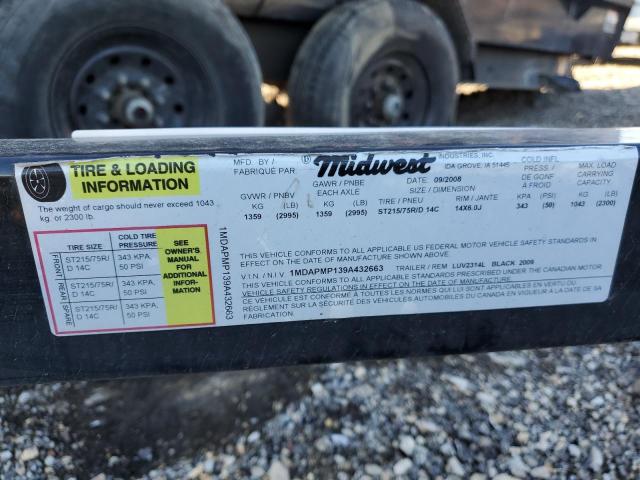 TIRE & LOADING
INFORMATION
The weight of cargo should never exceed 1043
kg. or 2300 lb.
TIRE SIZE COLD TIRE PRESSURE SEE OWNER'S MANUAL FOR ADDITIONAL INFOR-MATION
FRONT ST215/75R/ D 14C 343 KPA, 50 PSI
REAR ST215/75R/ D 14C 343 KPA, 50 PSI
SPARE ST215/75R/ D 14C 343 KPA, 50 PSI
1MDAPMP139A432663
MFD. BY / FABRIQUÉ PAR ® Midwest INDUSTRIES, INC. IDA GROVE, IA 51445
DATE: 09/2008
GVWR / PNBV KG (LB) 1359 (2995)
GAWR / PNBE EACH AXLE KG (LB) 1359 (2995)
SIZE / DIMENSION
TIRE / PNEU ST215/75R/D 14C
RIM / JANTE 14X6.0J
COLD INFL. PRESS. / DE GONF. A FROID KPA (PSI) 343 (50)
MAX. LOAD CARRYING CAPACITY KG (LB) 1043 (2300)
THIS VEHICLE CONFORMS TO ALL APPLICABLE US FEDERAL MOTOR VEHICLE SAFETY STANDARDS IN
EFFECT ON THE DATE OF MANUFACTURE SHOWN ABOVE.
V.I.N. / N.I.V. 1MDAPMP139A432663 TRAILER / REM LUV2314L BLACK 2009
THIS VEHICLE CONFORMS TO ALL APPLICABLE STANDARDS PRESCRIBED UNDER THE CANADIAN MOTOR
VEHICLE SAFETY REGULATIONS IN EFFECT ON THE DATE OF MANUFACTURE
CE VÉHICULE EST CONFORME À TOUTES LES NORMES QUI LUI SONT APPLICABLES EN VERTU DU
RÈGLEMENT SUR LA SÉCURITÉ DES VÉHICULES AUTOMOBILES DU CANADA EN VIGUEUR À LA DATE DE SA
FABRICATION